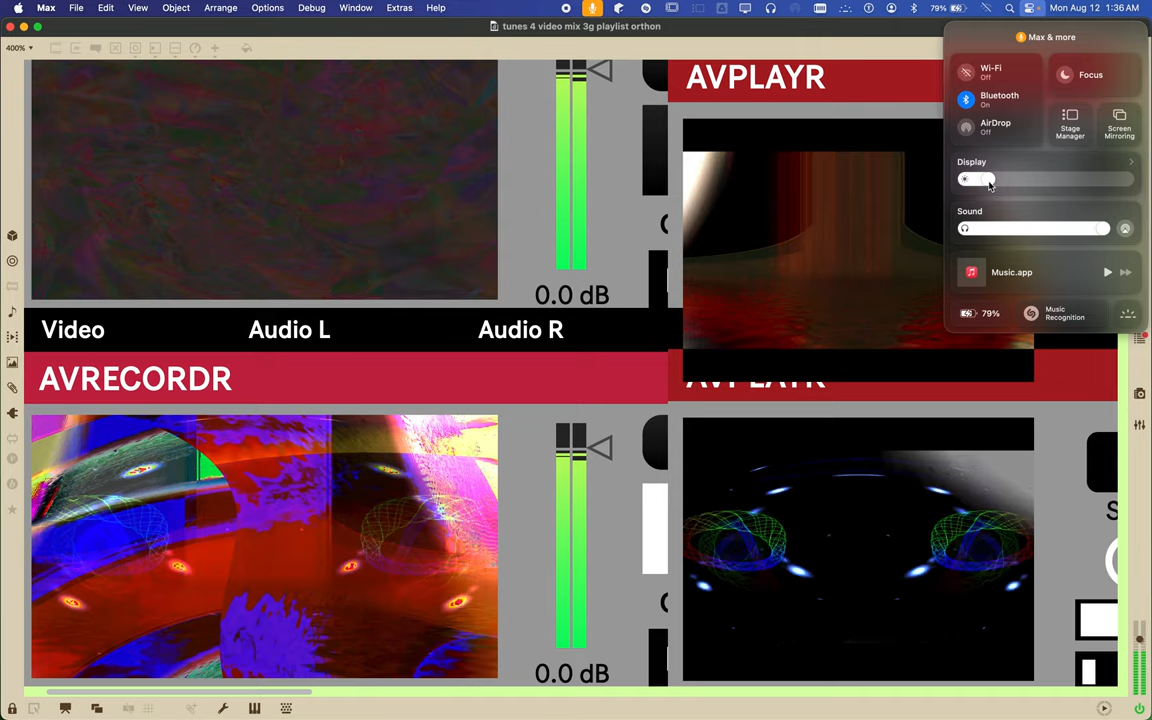 Max File Edit View Object Arrange Options Debug Window Extras Help 79% Mon Aug 12 1:36 AM
tunes 4 video mix 3g playlist orthon
400%
Max & more
Wi-Fi
Off
Bluetooth
On
AirDrop
Off
Focus
Stage
Manager
Screen
Mirroring
Display
Sound
Music.app
79%
Music
Recognition
AVPLAYR
0.0 dB
Video Audio L Audio R
AVRECORDR
AVPLAYR
0.0 dB